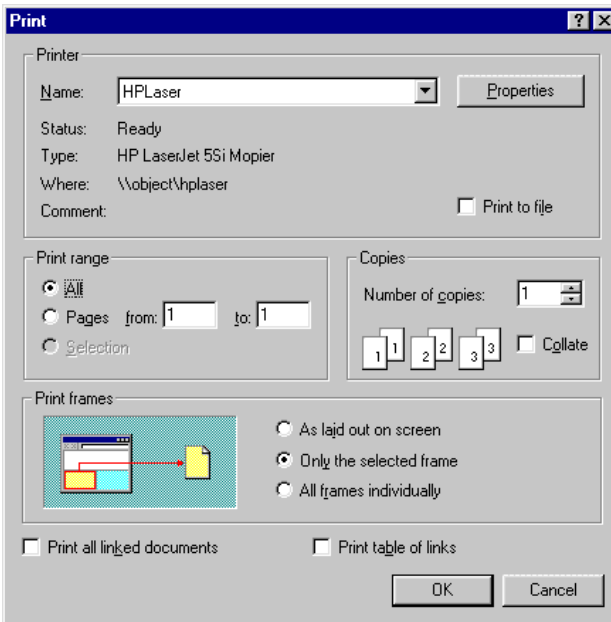 Print
Printer
Name: HPLaser Properties
Status: Ready
Type: HP LaserJet 5Si Mopier
Where: \\object\hplaser
Comment: Print to file
Print range
All
Pages from: 1 to: 1
Selection
Copies
Number of copies: 1
1 1 2 2 3 3 Collate
Print frames
As laid out on screen
Only the selected frame
All frames individually
Print all linked documents Print table of links
OK Cancel